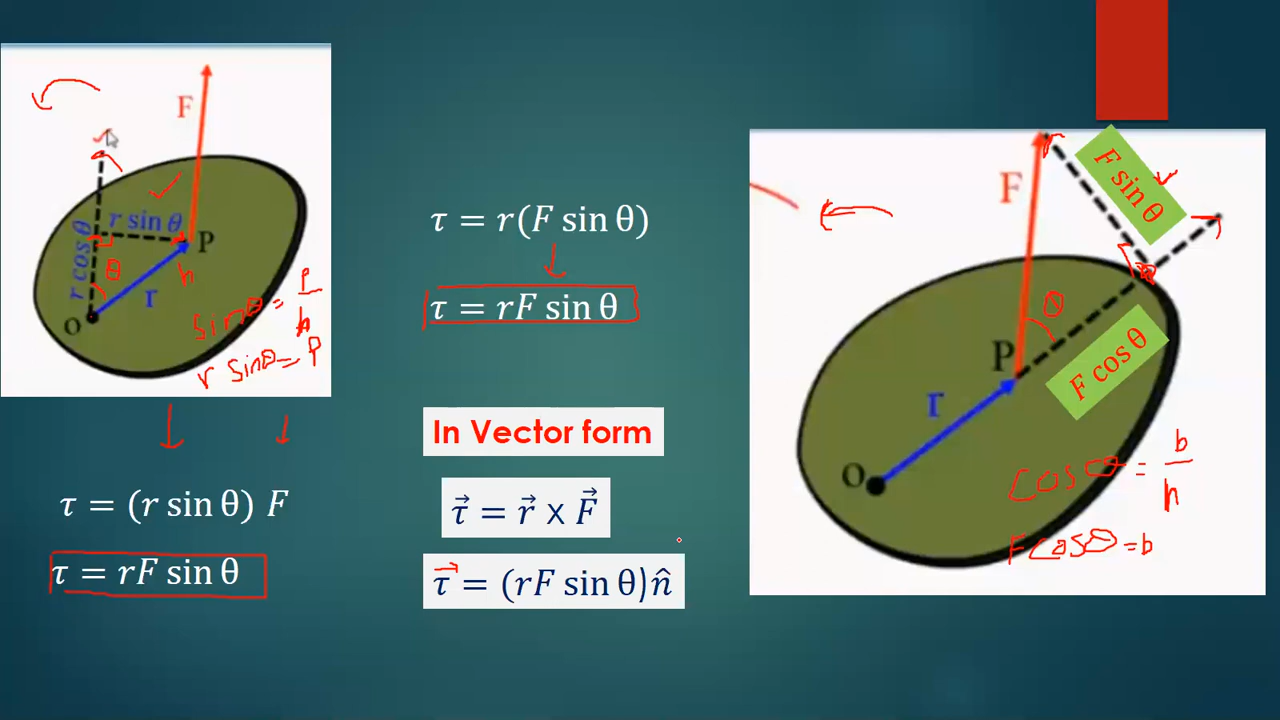 F
r sin θ
P
r cos θ
θ
h
r
O
sinθ = P/h
r sinθ = P
τ = (r sin θ) F
τ = rF sin θ
τ = r(F sin θ)
τ = rF sin θ
In Vector form
τ⃗ = r⃗ x F⃗
τ⃗ = (rF sin θ) n̂
F
F sin θ
θ
P
F cos θ
r
O
Cosθ = b/h
F Cosθ = b